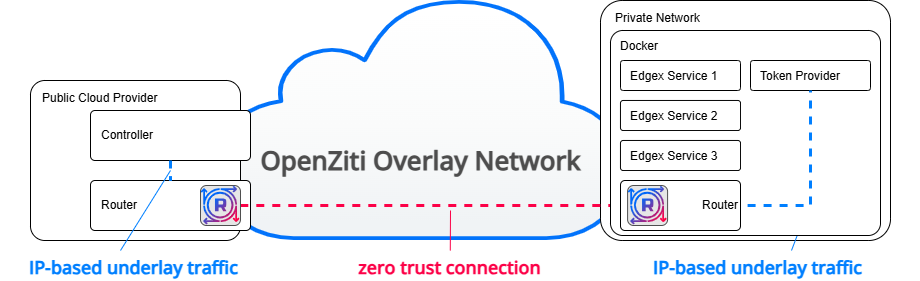 Private Network
Docker
Edgex Service 1
Token Provider
Public Cloud Provider
Edgex Service 2
Controller
OpenZiti Overlay Network
Edgex Service 3
Router
R
R
Router
IP-based underlay traffic
zero trust connection
IP-based underlay traffic